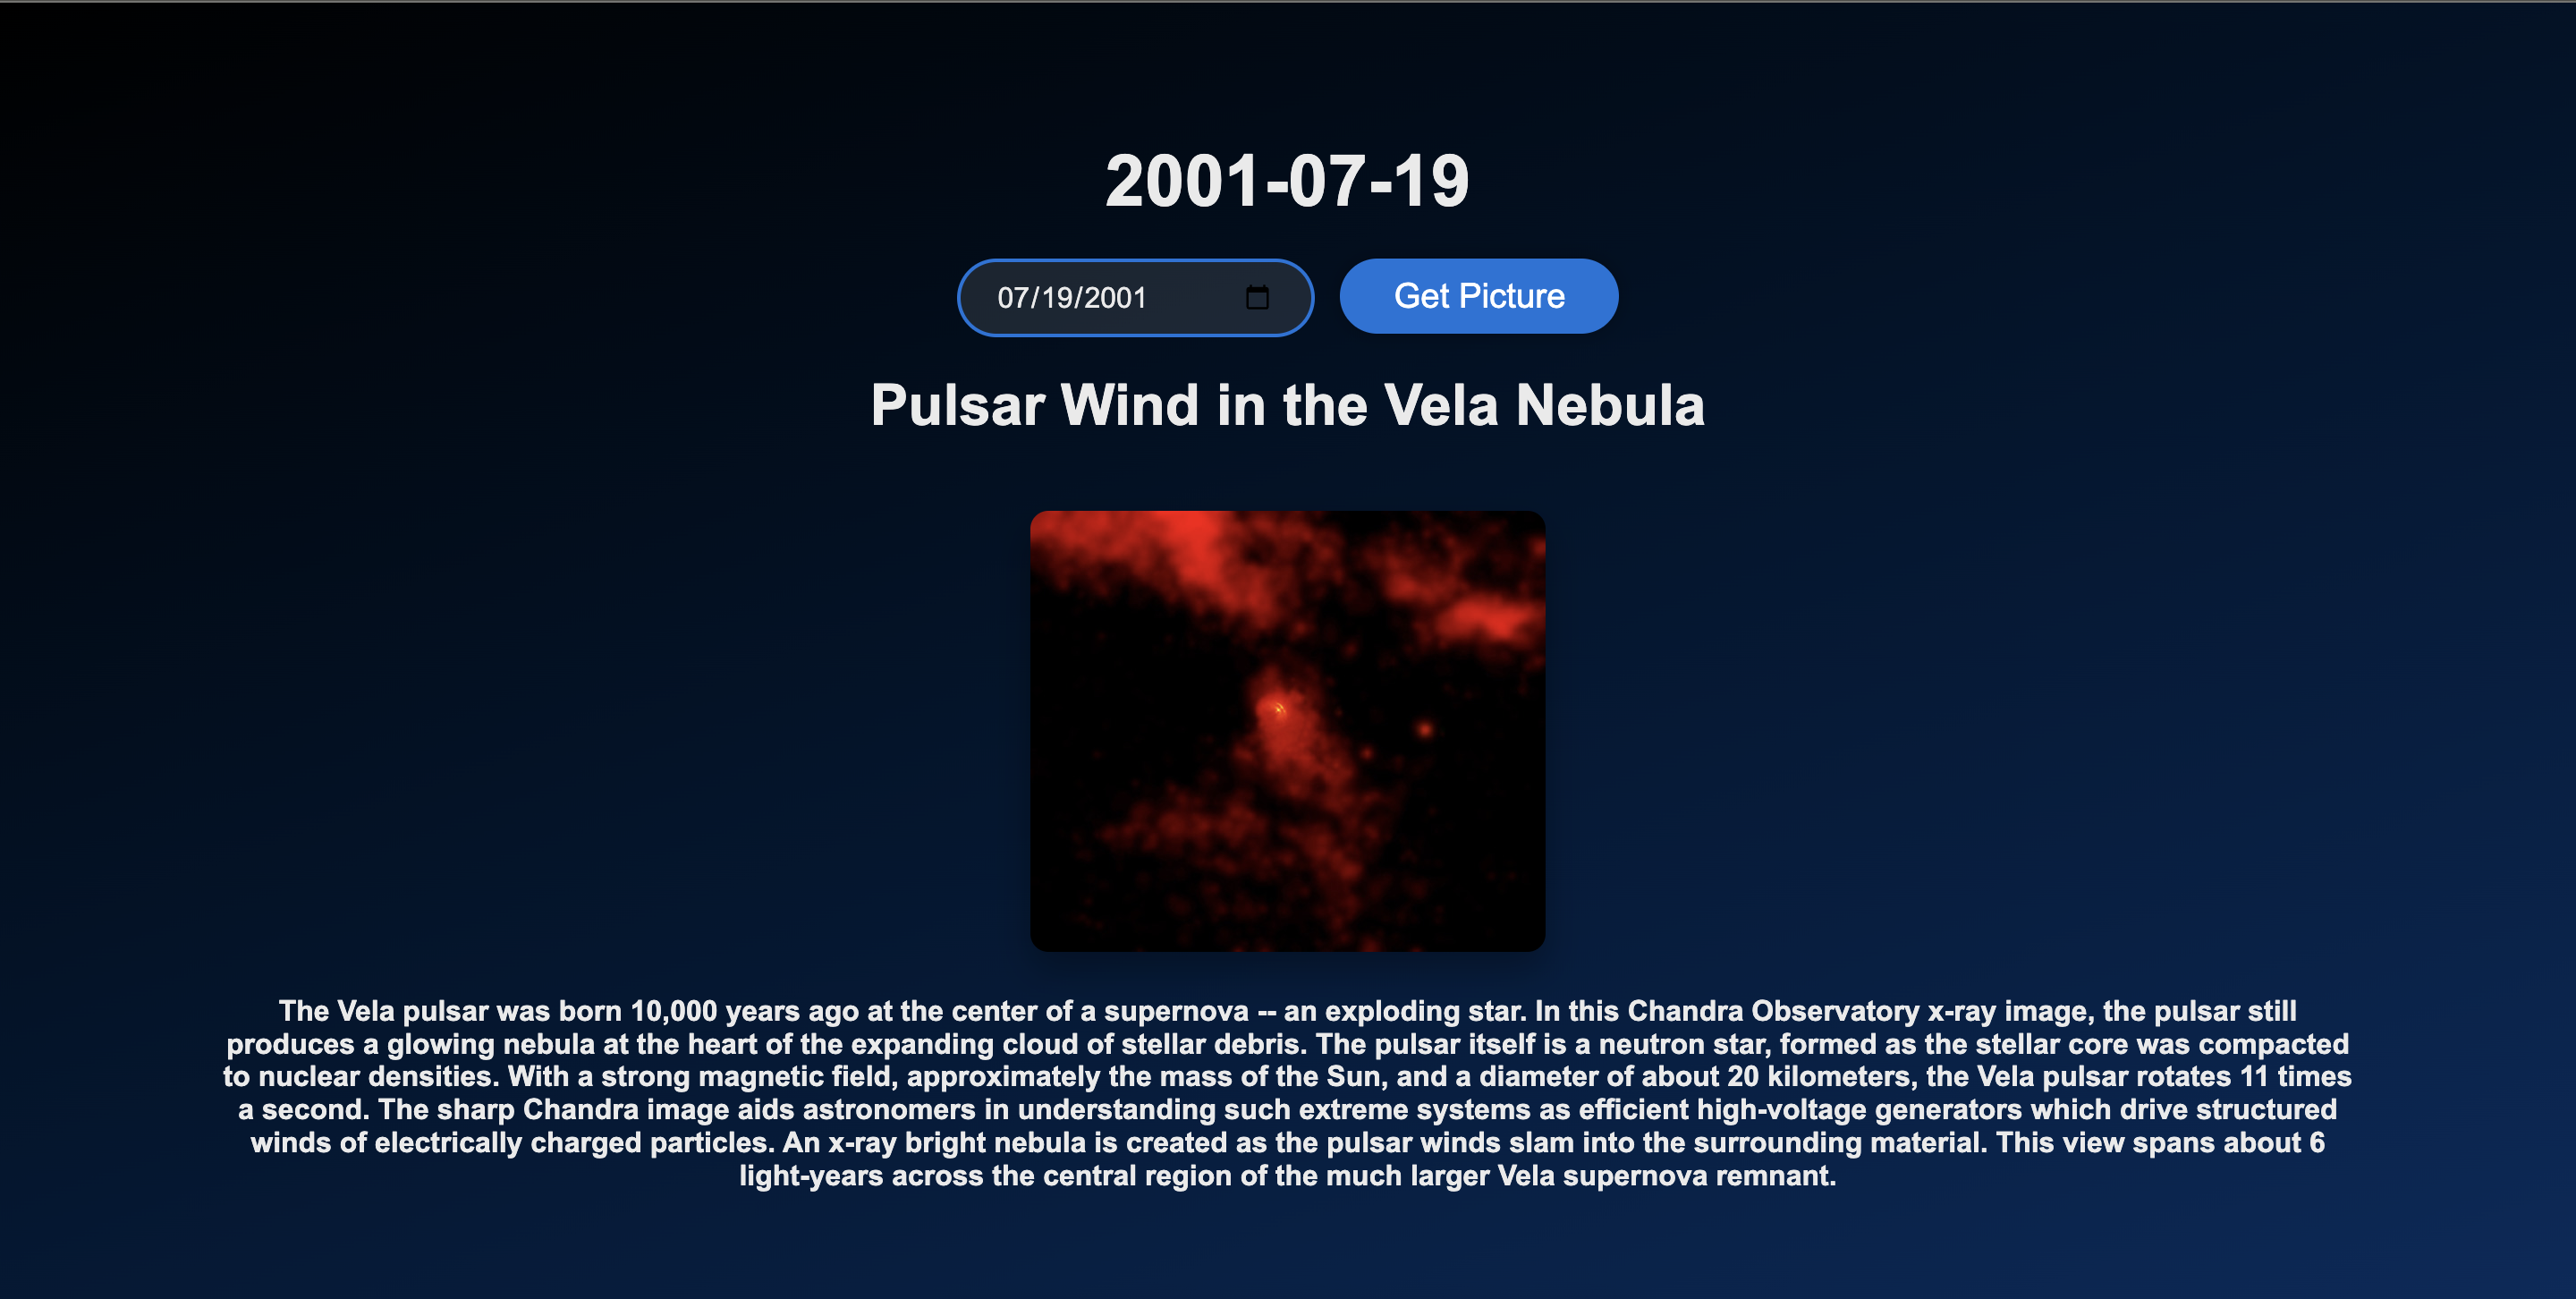 2001-07-19
07/19/2001
Get Picture
Pulsar Wind in the Vela Nebula
The Vela pulsar was born 10,000 years ago at the center of a supernova -- an exploding star. In this Chandra Observatory x-ray image, the pulsar still
produces a glowing nebula at the heart of the expanding cloud of stellar debris. The pulsar itself is a neutron star, formed as the stellar core was compacted
to nuclear densities. With a strong magnetic field, approximately the mass of the Sun, and a diameter of about 20 kilometers, the Vela pulsar rotates 11 times
a second. The sharp Chandra image aids astronomers in understanding such extreme systems as efficient high-voltage generators which drive structured
winds of electrically charged particles. An x-ray bright nebula is created as the pulsar winds slam into the surrounding material. This view spans about 6
light-years across the central region of the much larger Vela supernova remnant.